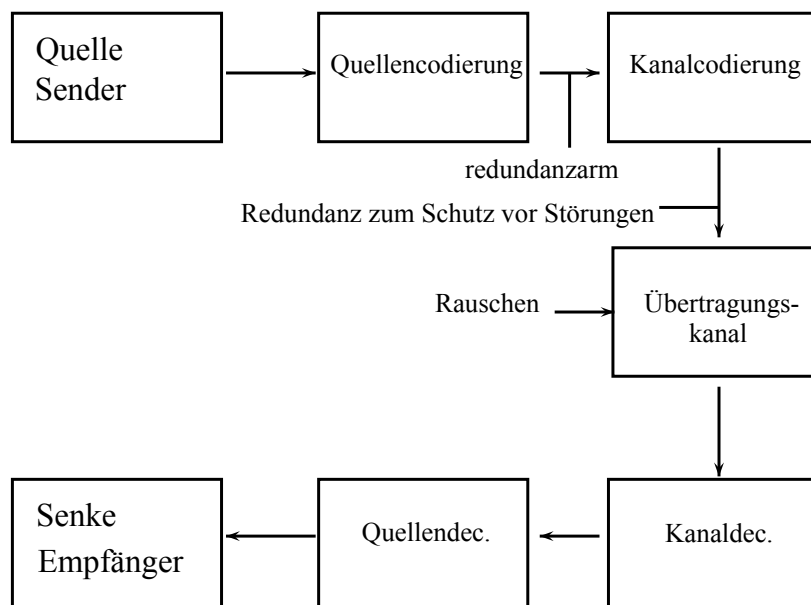 Quelle
Sender
Quellencodierung
Kanalcodierung
redundanzarm
Redundanz zum Schutz vor Störungen
Rauschen
Übertragungs-
kanal
Senke
Empfänger
Quellendec.
Kanaldec.